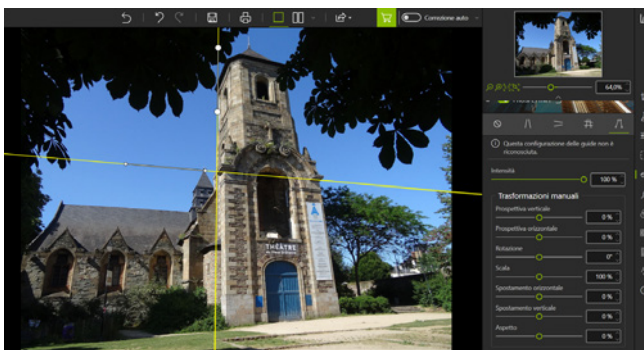 Correzione auto
64,0%
Questa configurazione delle guide non è
riconosciuta.
Intensità
100 %
Trasformazioni manuali
Prospettiva verticale
0 %
Prospettiva orizzontale
0 %
Rotazione
0°
Scala
100 %
Spostamento orizzontale
0 %
Spostamento verticale
0 %
Aspetto
0 %
THÉÂTRE